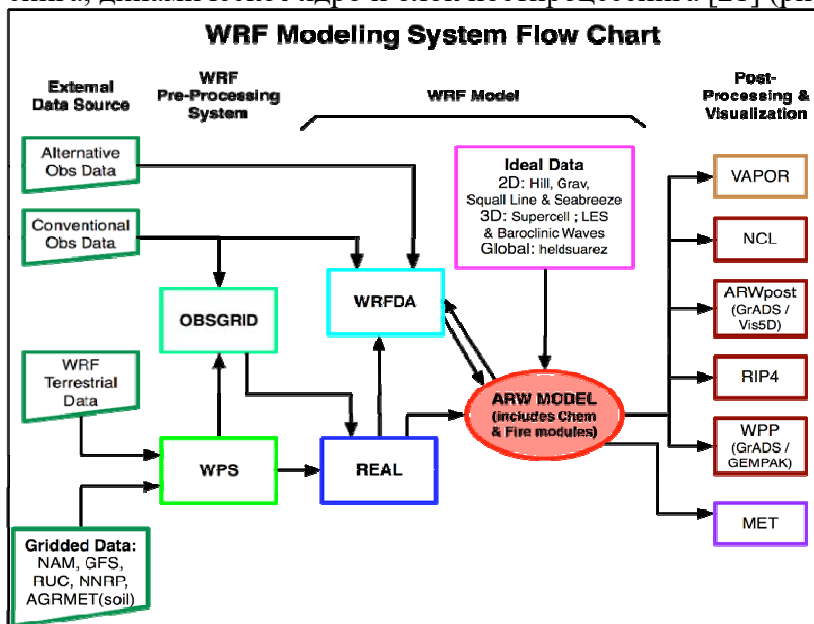 WRF Modeling System Flow Chart
External
Data Source
WRF
Pre-Processing
System
WRF Model
Post-
Processing &
Visualization
Alternative
Obs Data
Ideal Data
2D: Hill, Grav,
Squall Line & Seabreeze
3D: Supercell ; LES
& Baroclinic Waves
Global: heldsuarez
VAPOR
Conventional
Obs Data
NCL
OBSGRID
WRFDA
ARWpost
(GrADS /
Vis5D)
WRF
Terrestrial
Data
ARW MODEL
(includes Chem
& Fire modules)
RIP4
WPS
REAL
WPP
(GrADS /
GEMPAK)
Gridded Data:
NAM, GFS,
RUC, NNRP,
AGRMET(soil)
MET